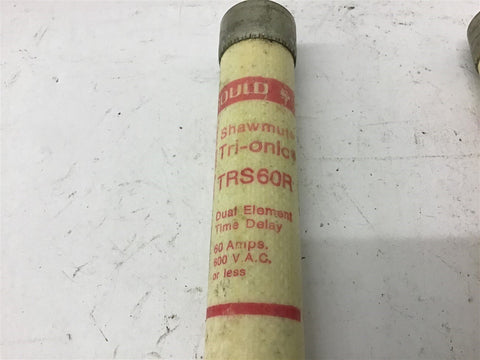 OULD
Shawmut
Tri-onic
TRS60R
Dual Element
Time Delay
60 Amps.
600 V.A.C.
or less